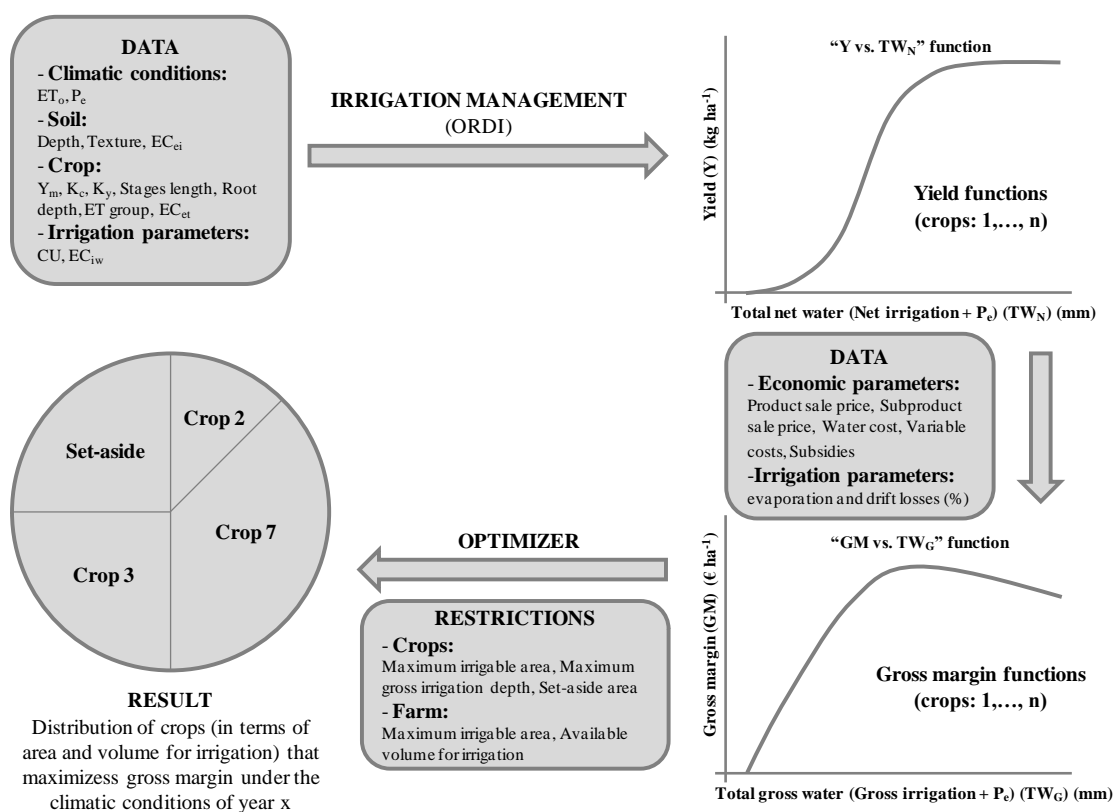 DATA
- Climatic conditions:
ETo, Pe
- Soil:
Depth, Texture, ECei
- Crop:
Ym, Kc, Ky, Stages length, Root
depth, ET group, ECet
- Irrigation parameters:
CU, ECiw
IRRIGATION MANAGEMENT
(ORDI)
“Y vs. TWN” function
Yield (Y) (kg ha-1)
Yield functions
(crops: 1,…, n)
Total net water (Net irrigation + Pe) (TWN) (mm)
DATA
- Economic parameters:
Product sale price, Subproduct
sale price, Water cost, Variable
costs, Subsidies
-Irrigation parameters:
evaporation and drift losses (%)
“GM vs. TWG” function
Gross margin (GM) (€ ha-1)
Gross margin functions
(crops: 1,…, n)
Total gross water (Gross irrigation + Pe) (TWG) (mm)
OPTIMIZER
RESTRICTIONS
- Crops:
Maximum irrigable area, Maximum
gross irrigation depth, Set-aside area
- Farm:
Maximum irrigable area, Available
volume for irrigation
Crop 2
Set-aside
Crop 7
Crop 3
RESULT
Distribution of crops (in terms of
area and volume for irrigation) that
maximizess gross margin under the
climatic conditions of year x